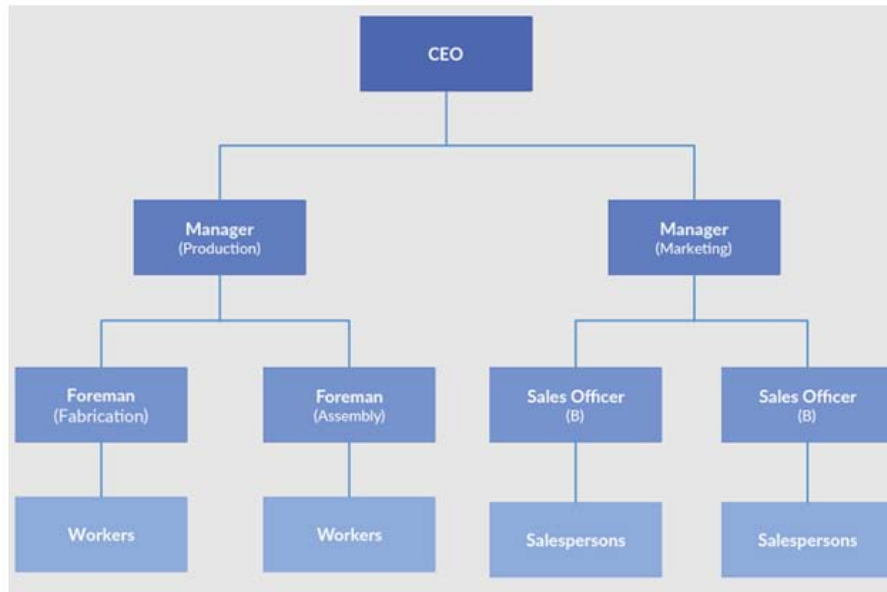 CEO
Manager
(Production)
Manager
(Marketing)
Foreman
(Fabrication)
Foreman
(Assembly)
Sales Officer
(B)
Sales Officer
(B)
Workers
Workers
Salespersons
Salespersons